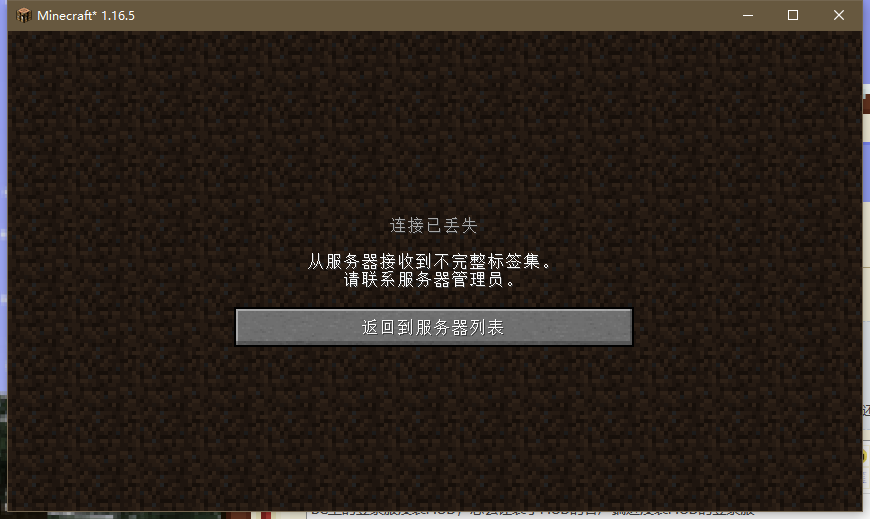 Minecraft* 1.16.5
连接已丢失
从服务器接收到不完整标签集。
请联系服务器管理员。
返回到服务器列表
还